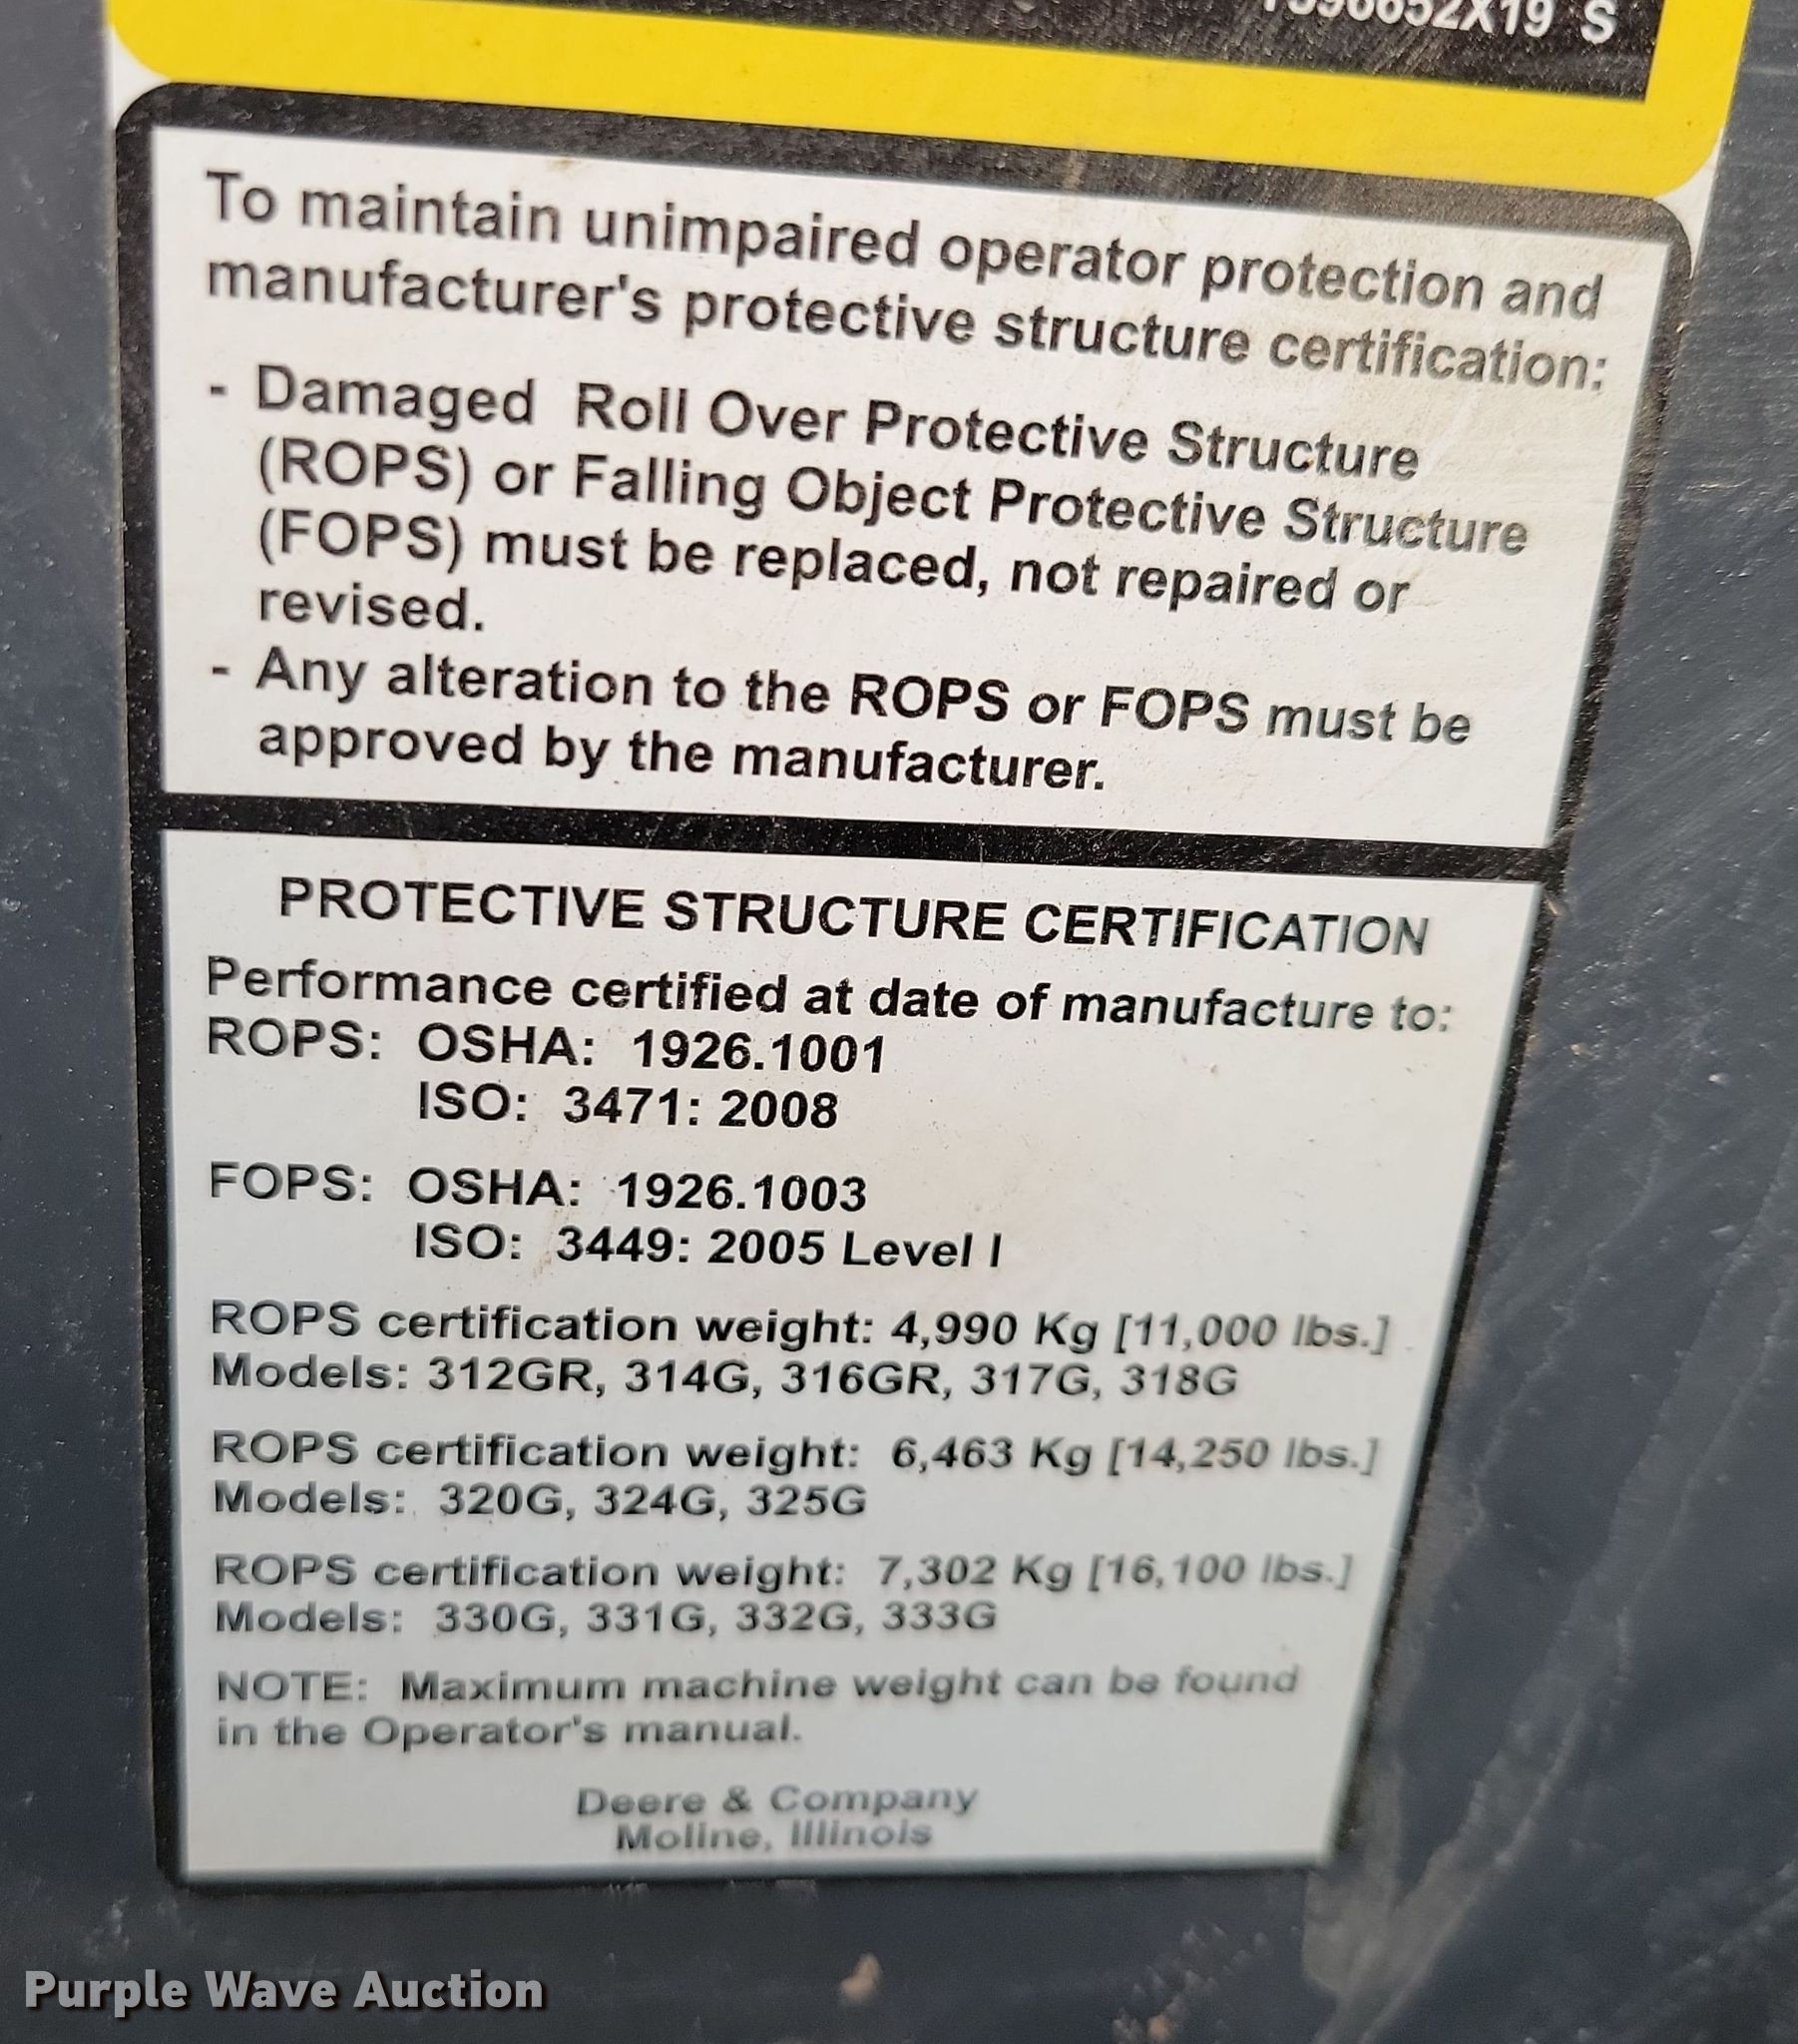 To maintain unimpaired operator protection and
manufacturer's protective structure certification:
- Damaged Roll Over Protective Structure
(ROPS) or Falling Object Protective Structure
(FOPS) must be replaced, not repaired or
revised.
- Any alteration to the ROPS or FOPS must be
approved by the manufacturer.
PROTECTIVE STRUCTURE CERTIFICATION
Performance certified at date of manufacture to:
ROPS: OSHA: 1926.1001
ISO: 3471: 2008
FOPS: OSHA: 1926.1003
ISO: 3449: 2005 Level I
ROPS certification weight: 4,990 Kg [11,000 lbs.]
Models: 312GR, 314G, 316GR, 317G, 318G
ROPS certification weight: 6,463 Kg [14,250 lbs.]
Models: 320G, 324G, 325G
ROPS certification weight: 7,302 Kg [16,100 lbs.]
Models: 330G, 331G, 332G, 333G
NOTE: Maximum machine weight can be found
in the Operator's manual.
Deere & Company
Moline, Illinois
Purple Wave Auction